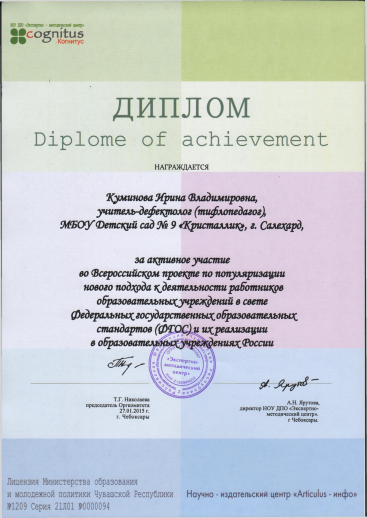 НОУ ДПО «Экспертно - методический центр»
cognitus
Когнитус
ДИПЛОМ
Diplome of achievement
НАГРАЖДАЕТСЯ
Куминова Ирина Владимировна,
учитель-дефектолог (тифлопедагог),
МБОУ Детский сад № 9 «Кристаллик», г. Салехард,
за активное участие
во Всероссийском проекте по популяризации
нового подхода к деятельности работников
образовательных учреждений в свете
Федеральных государственных образовательных
стандартов (ФГОС) и их реализации
в образовательных учреждениях России
«Экспертно-
методический
центр»
Т.Г. Николаева
председатель Оргкомитета
27.01.2015 г.
г. Чебоксары
А.Н. Ярутова,
директор НОУ ДПО «Экспертно-
методический центр».
г Чебоксары.
Лицензия Министерства образования
и молодежной политики Чувашской Республики
№1209 Серия 21Л01 №0000094
Научно - издательский центр «Articulus - инфо»